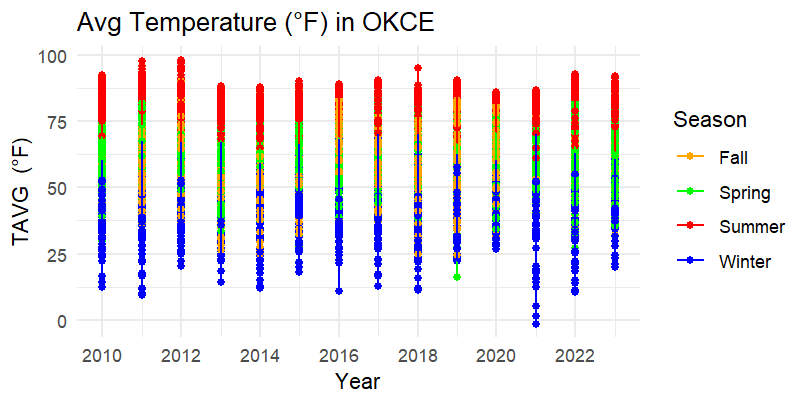 Avg Temperature (°F) in OKCE
TAVG (°F)
100
75
50
25
0
2010 2012 2014 2016 2018 2020 2022
Year
Season
Fall
Spring
Summer
Winter